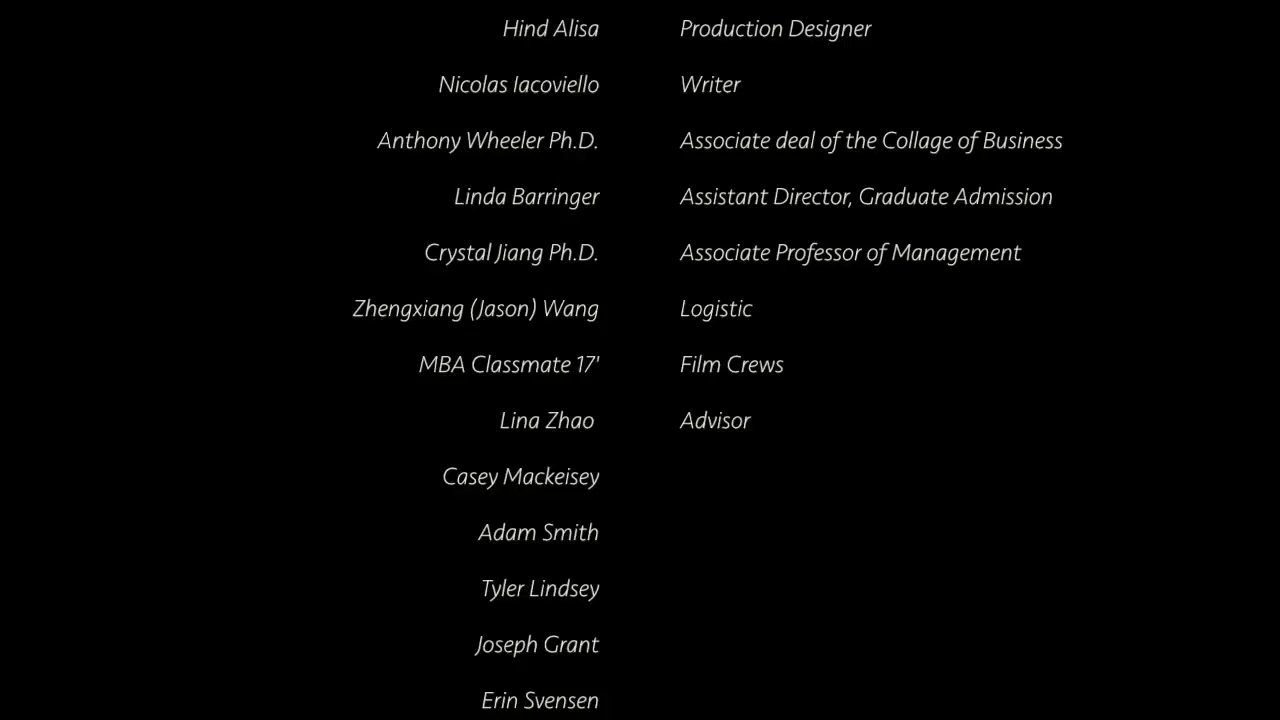 Hind Alisa Production Designer
Nicolas Iacoviello Writer
Anthony Wheeler Ph.D. Associate deal of the Collage of Business
Linda Barringer Assistant Director, Graduate Admission
Crystal Jiang Ph.D. Associate Professor of Management
Zhengxiang (Jason) Wang Logistic
MBA Classmate 17' Film Crews
Lina Zhao Advisor
Casey Mackeisey
Adam Smith
Tyler Lindsey
Joseph Grant
Erin Svensen